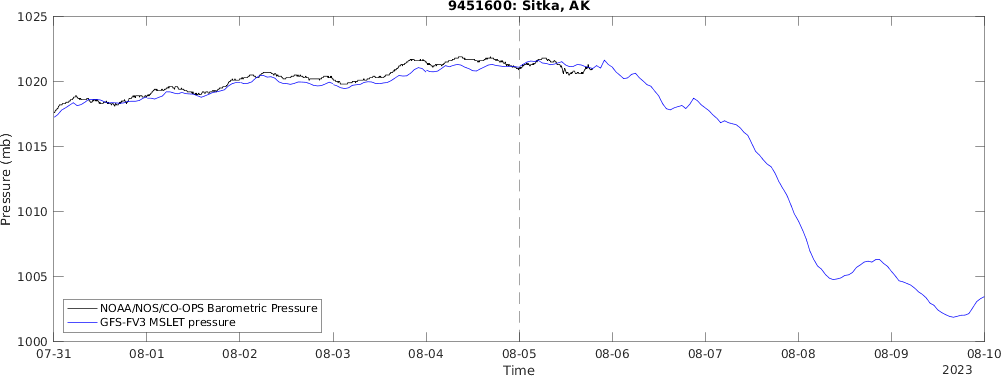 9451600: Sitka, AK
1025
1020
1015
1010
1005
1000
Pressure (mb)
NOAA/NOS/CO-OPS Barometric Pressure
GFS-FV3 MSLET pressure
07-31 08-01 08-02 08-03 08-04 08-05 08-06 08-07 08-08 08-09 08-10
Time
2023